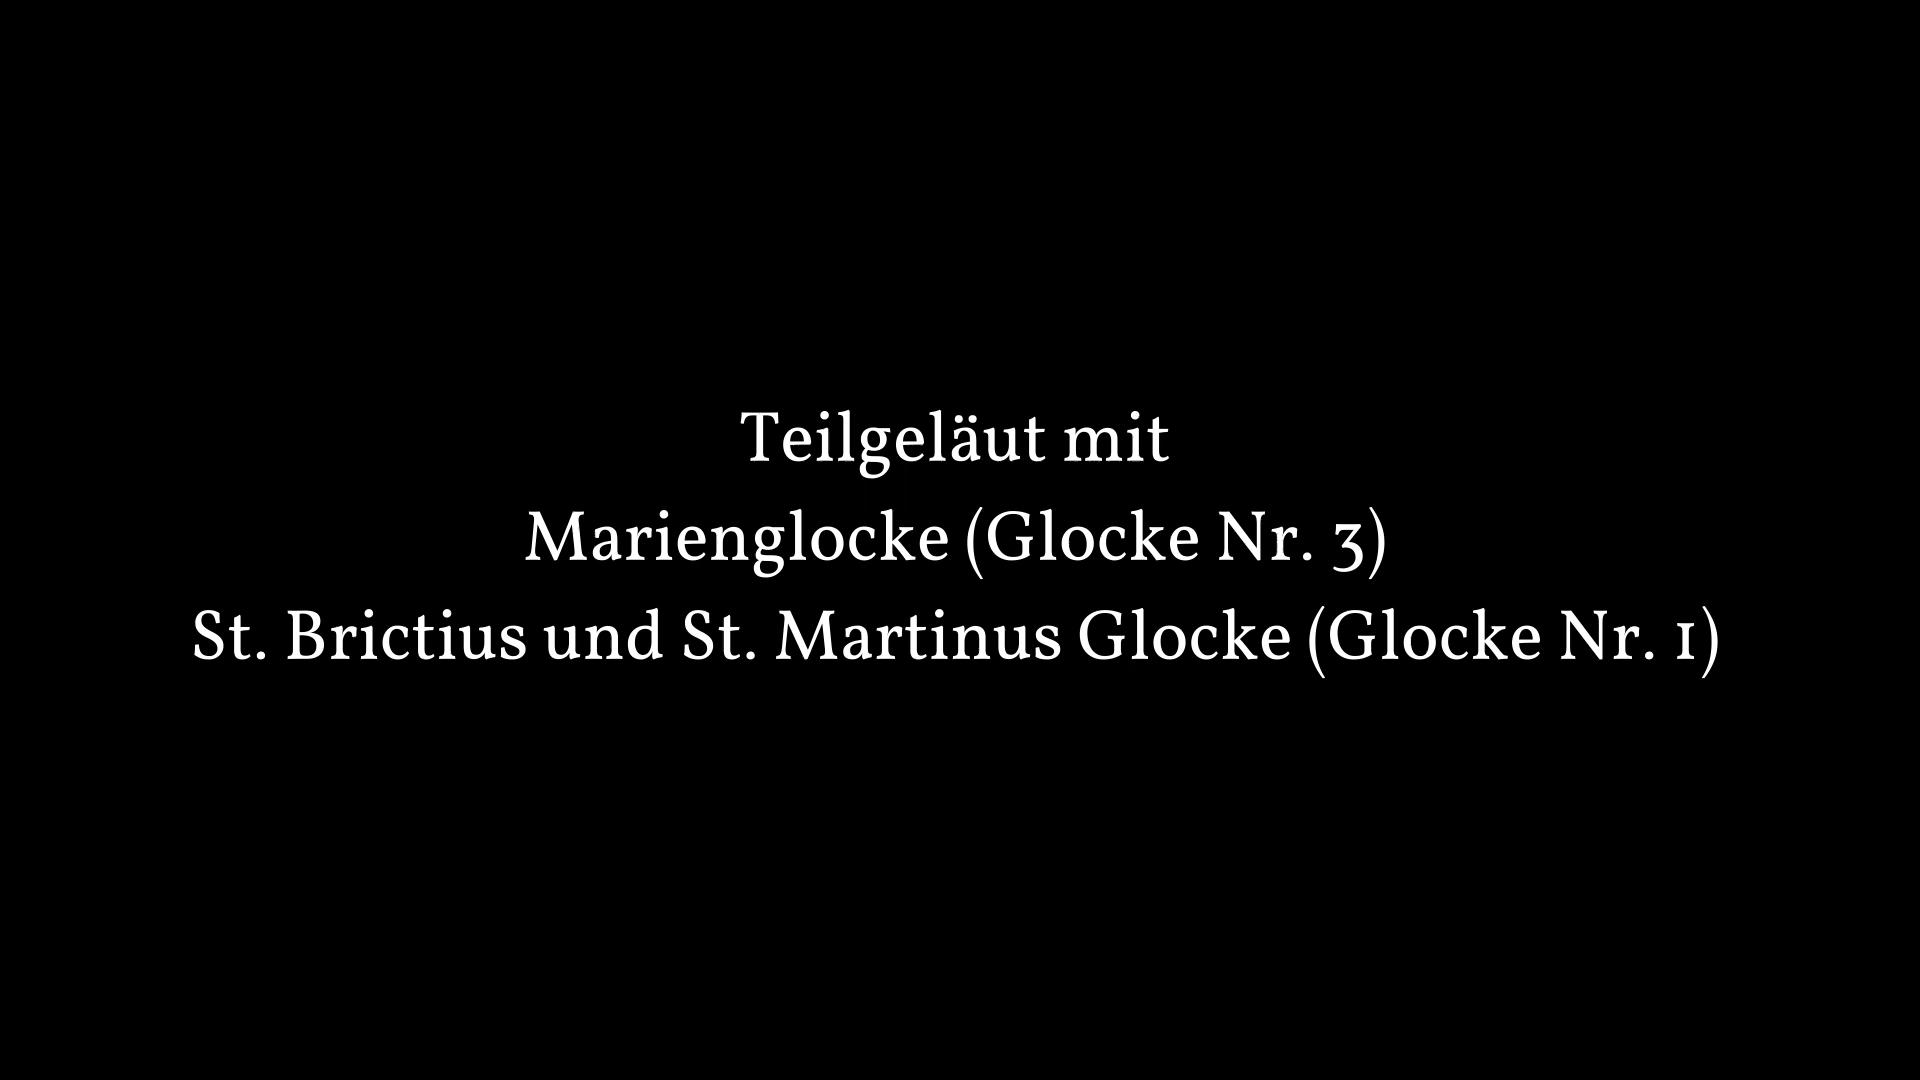 Teilgeläut mit
Marienglocke (Glocke Nr. 3)
St. Brictius und St. Martinus Glocke (Glocke Nr. 1)